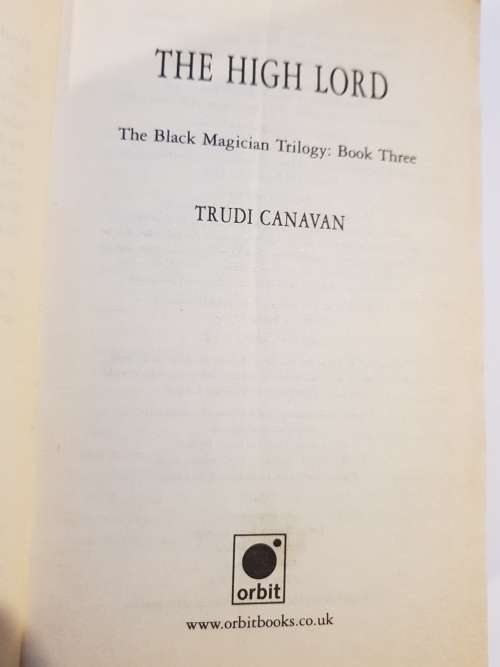 THE HIGH LORD
The Black Magician Trilogy: Book Three
TRUDI CANAVAN
orbit
www.orbitbooks.co.uk